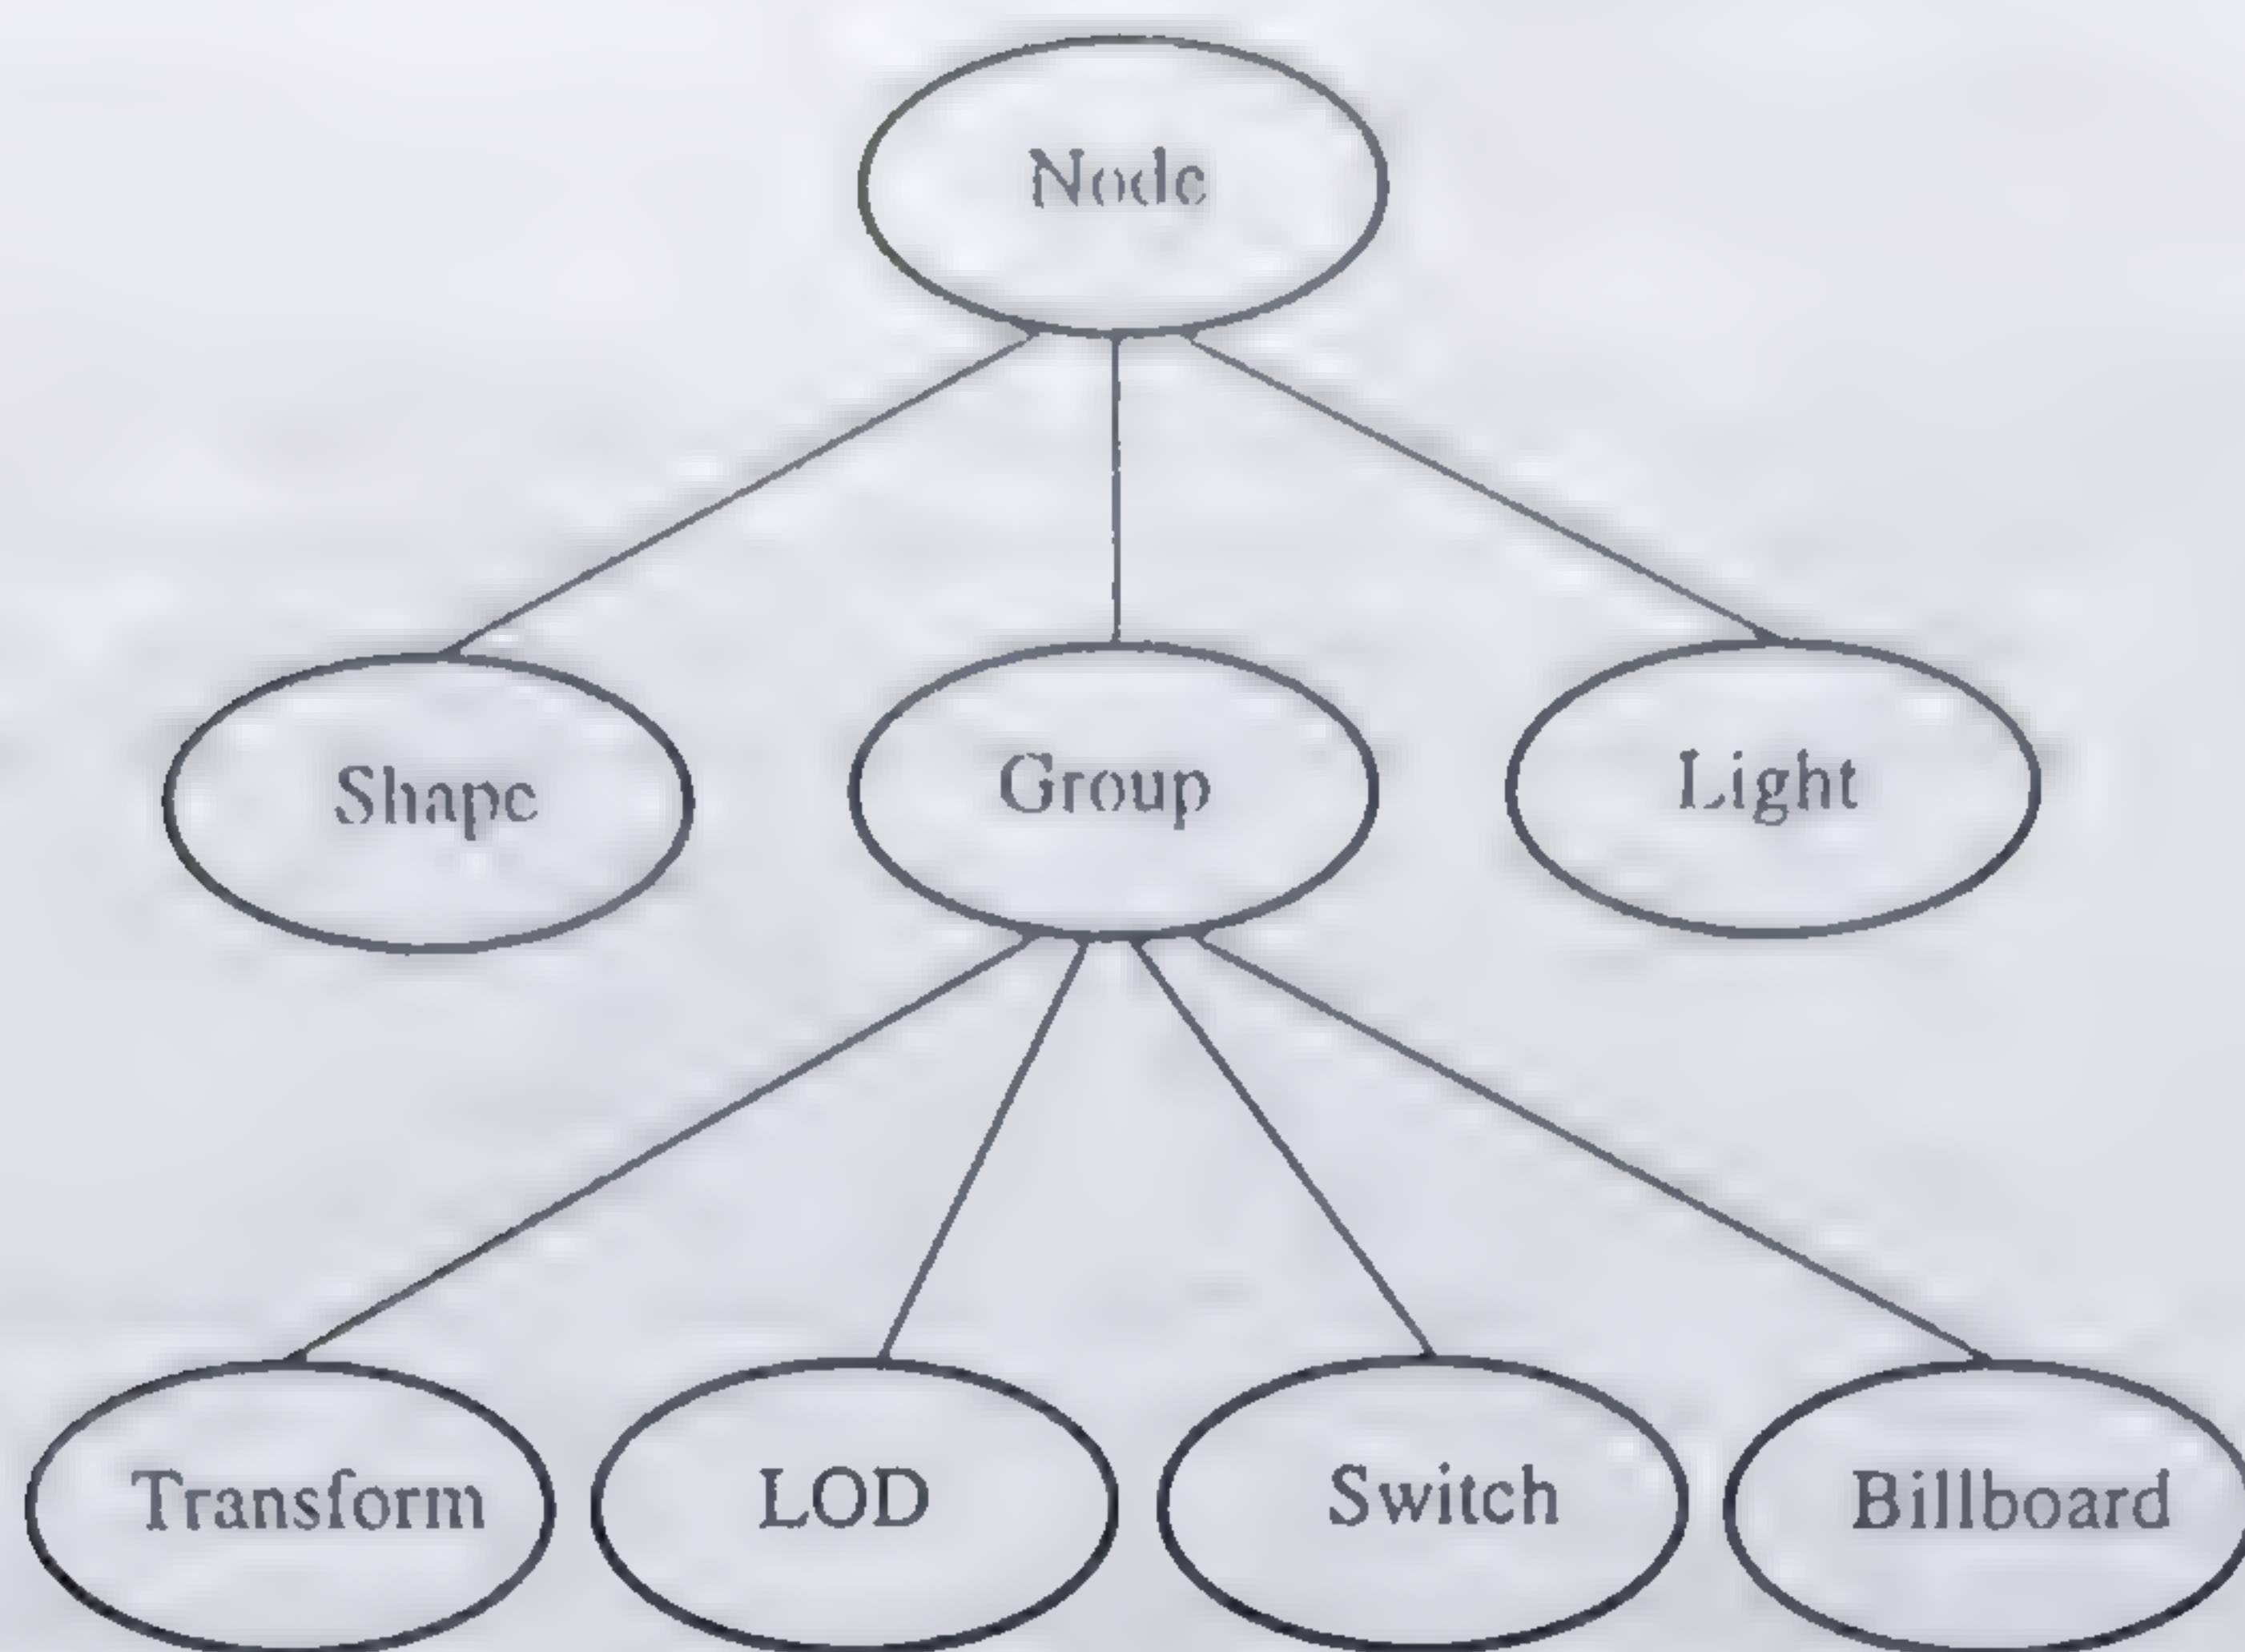 Node
Shape
Group
Light
Transform
LOD
Switch
Billboard